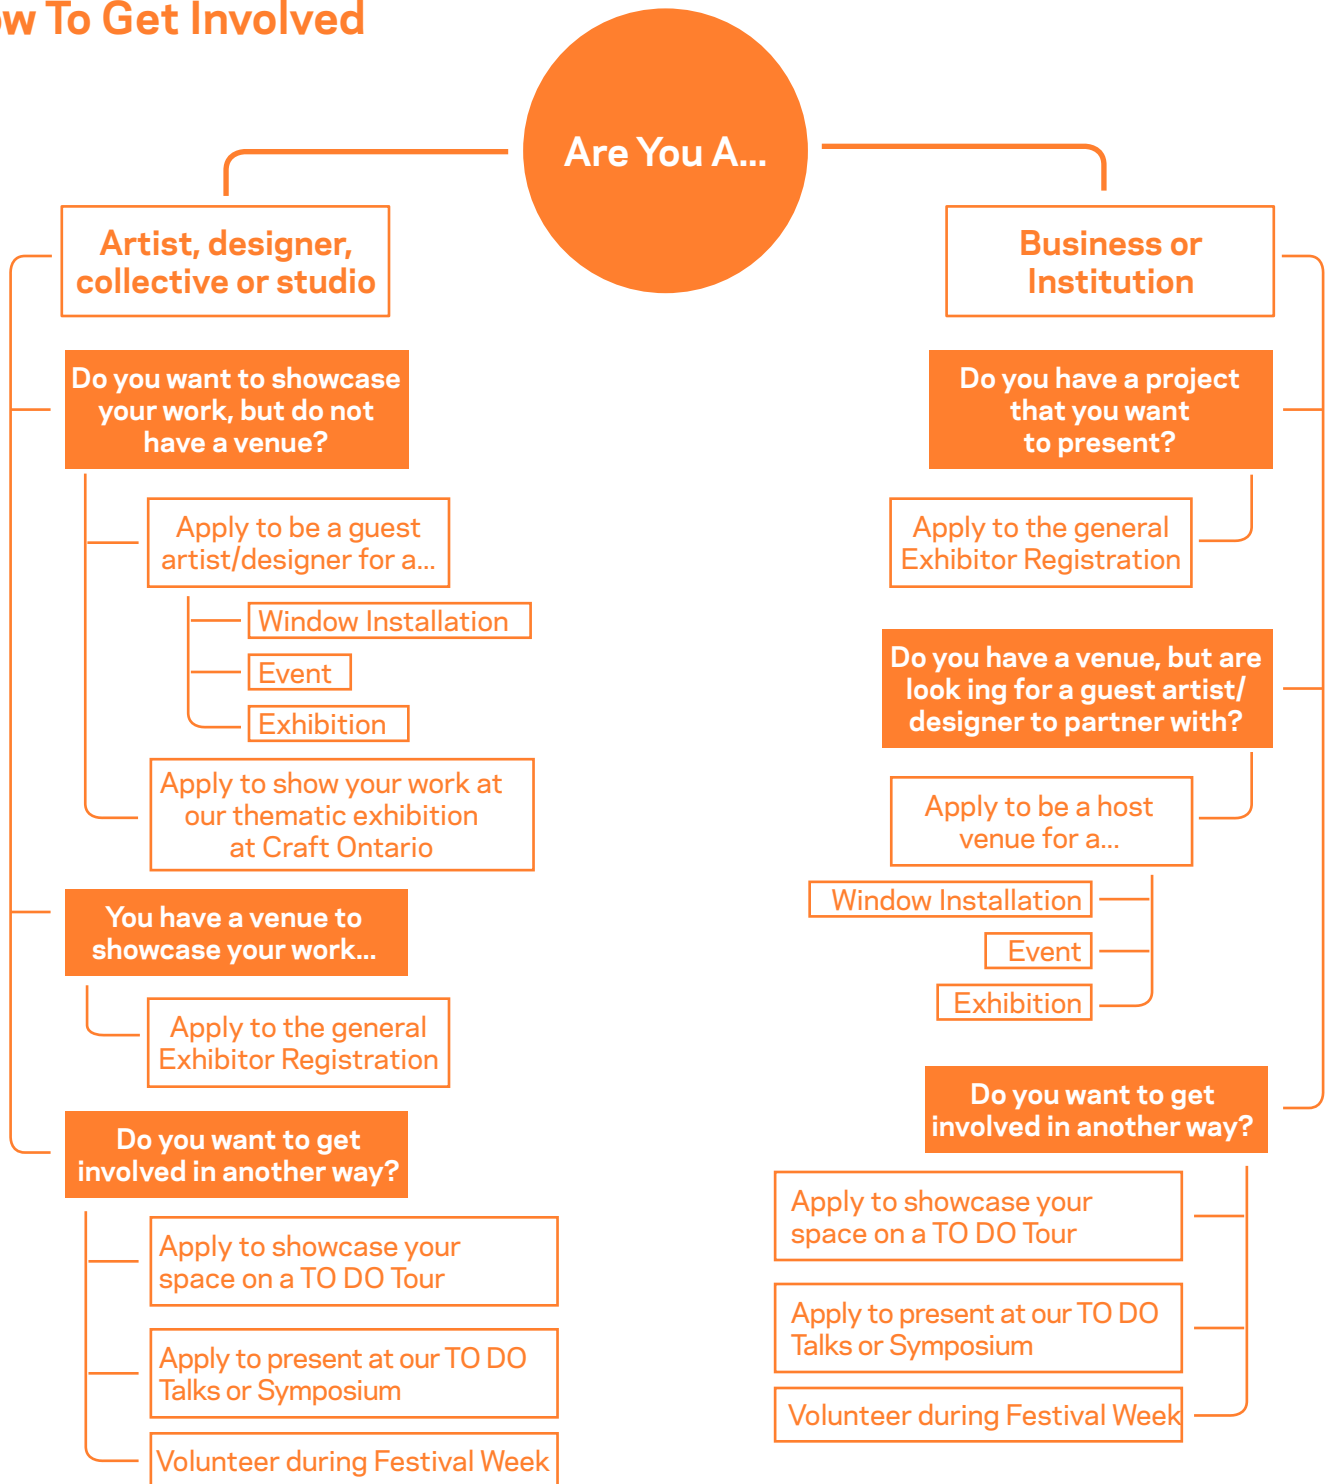 ow To Get Involved
Are You A...
Artist, designer,
collective or studio
Do you want to showcase
your work, but do not
have a venue?
Apply to be a guest
artist/designer for a...
Window Installation
Event
Exhibition
Apply to show your work at
our thematic exhibition
at Craft Ontario
You have a venue to
showcase your work...
Apply to the general
Exhibitor Registration
Do you want to get
involved in another way?
Apply to showcase your
space on a TO DO Tour
Apply to present at our TO DO
Talks or Symposium
Volunteer during Festival Week
Business or
Institution
Do you have a project
that you want
to present?
Apply to the general
Exhibitor Registration
Do you have a venue, but are
look ing for a guest artist/
designer to partner with?
Apply to be a host
venue for a...
Window Installation
Event
Exhibition
Do you want to get
involved in another way?
Apply to showcase your
space on a TO DO Tour
Apply to present at our TO DO
Talks or Symposium
Volunteer during Festival Week